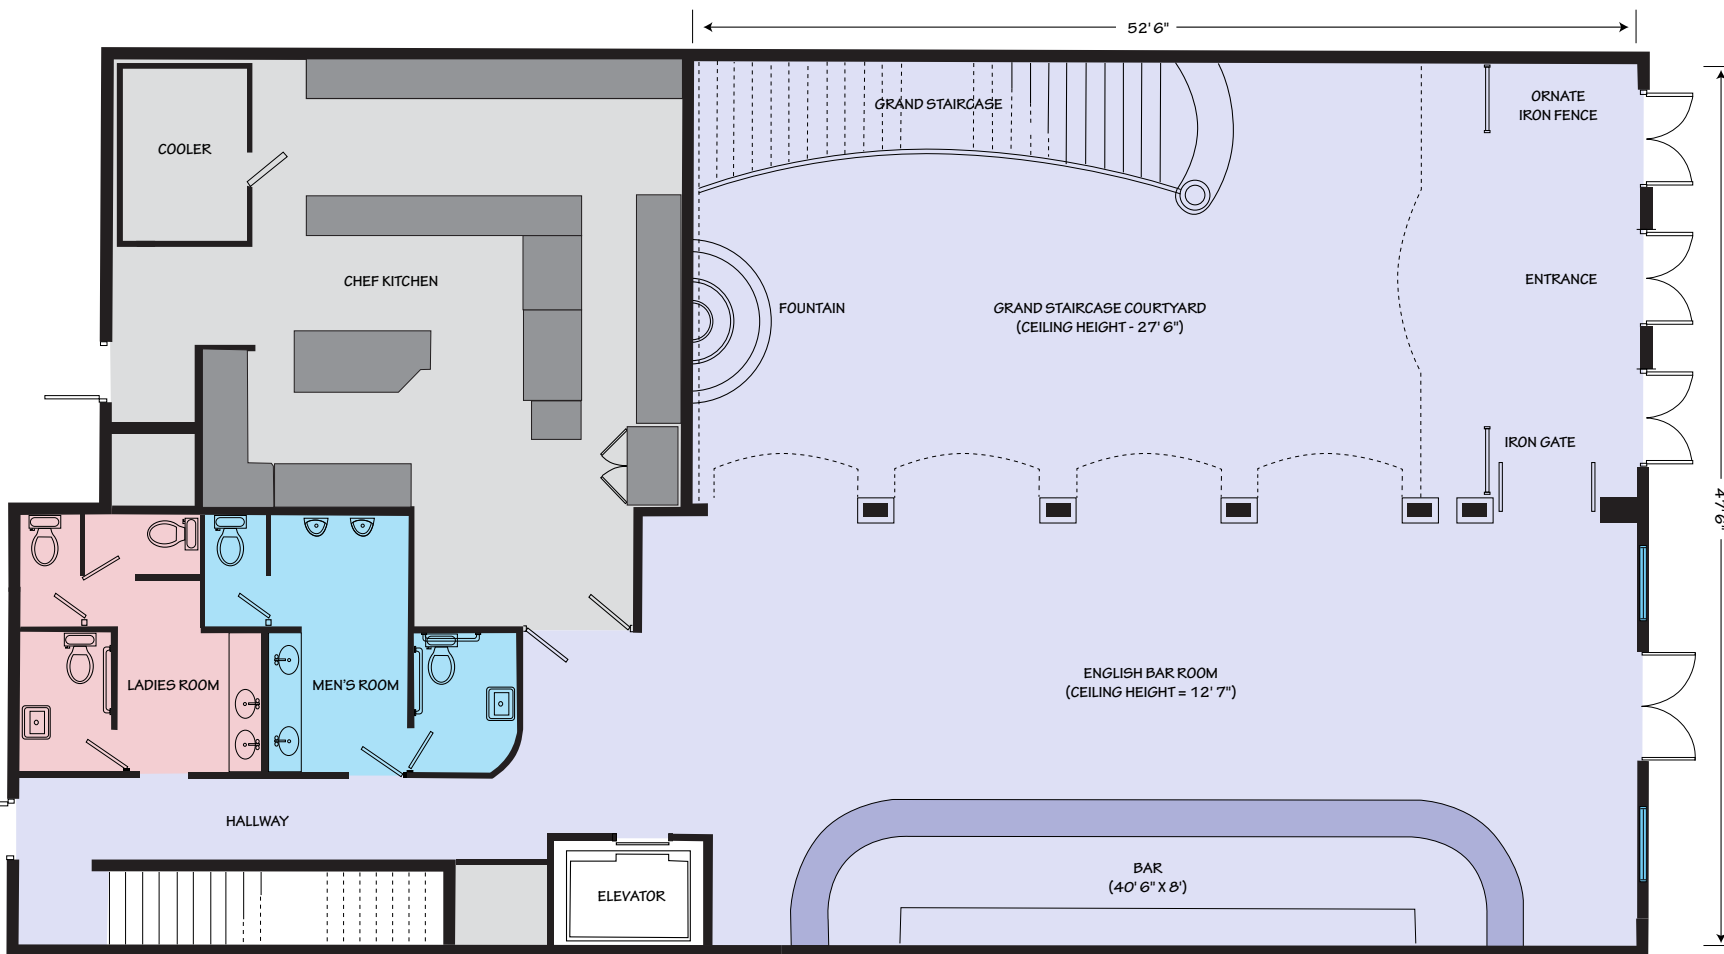 52'6"
GRAND STAIRCASE
ORNATE
IRON FENCE
COOLER
CHEF KITCHEN
FOUNTAIN
GRAND STAIRCASE COURTYARD
(CEILING HEIGHT - 27' 6")
ENTRANCE
IRON GATE
47'6"
LADIES ROOM
MEN'S ROOM
ENGLISH BAR ROOM
(CEILING HEIGHT = 12' 7")
HALLWAY
ELEVATOR
BAR
(40' 6" X 8')